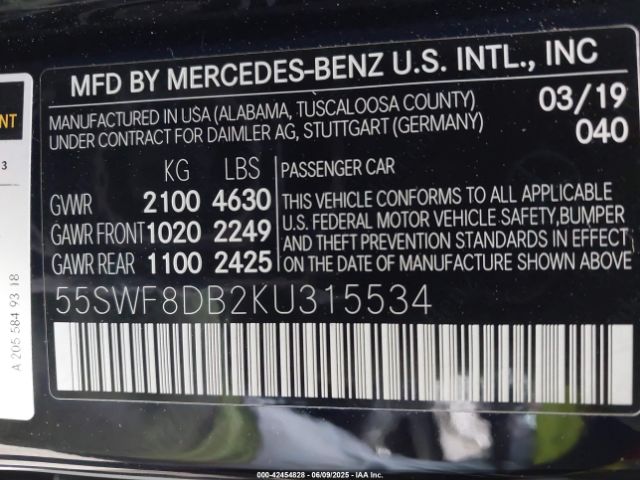 MFD BY MERCEDES-BENZ U.S. INTL., INC
MANUFACTURED IN USA (ALABAMA, TUSCALOOSA COUNTY)
UNDER CONTRACT FOR DAIMLER AG, STUTTGART (GERMANY)
03/19
040
KG LBS
GVWR 2100 4630
GAWR FRONT 1020 2249
GAWR REAR 1100 2425
PASSENGER CAR
THIS VEHICLE CONFORMS TO ALL APPLICABLE
U.S. FEDERAL MOTOR VEHICLE SAFETY, BUMPER
AND THEFT PREVENTION STANDARDS IN EFFECT
ON THE DATE OF MANUFACTURE SHOWN ABOVE
55SWF8DB2KU315534
NT
3
A 205 584 93 18
000-42454828 - 06/09/2025 - IAA Inc.